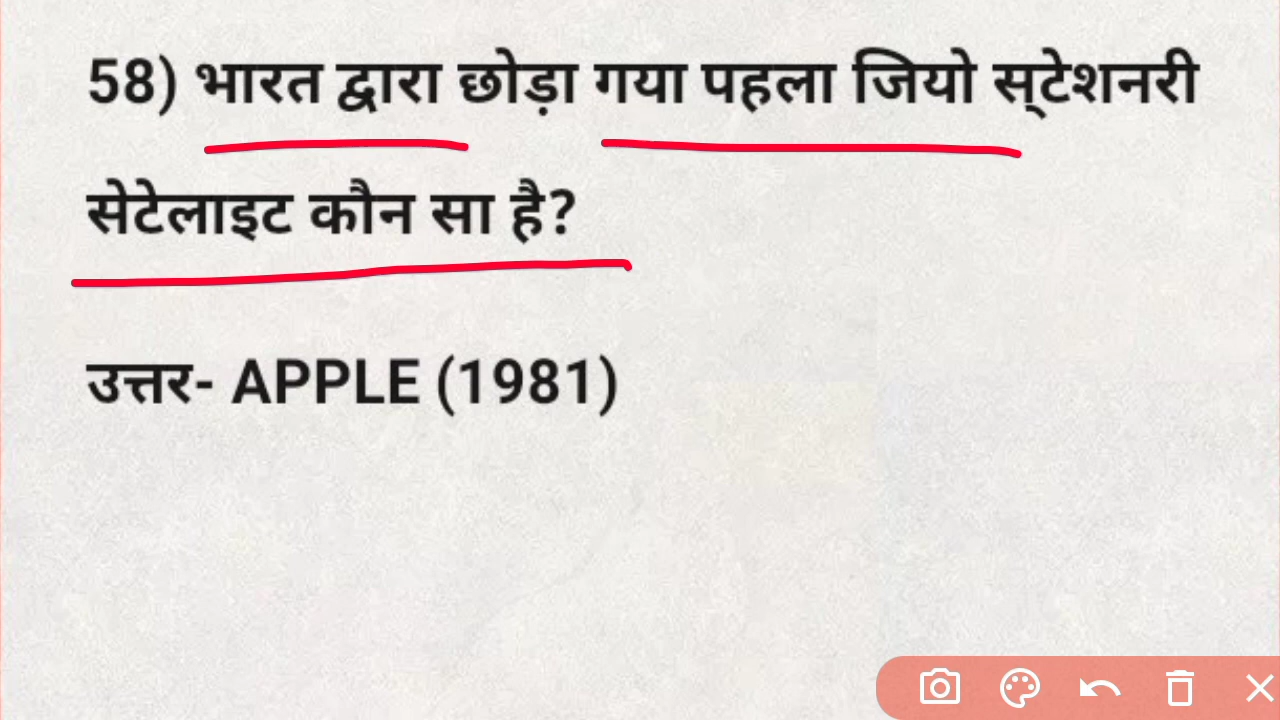 58) भारत द्वारा छोड़ा गया पहला जियो स्टेशनरी
सेटेलाइट कौन सा है?
उत्तर- APPLE (1981)